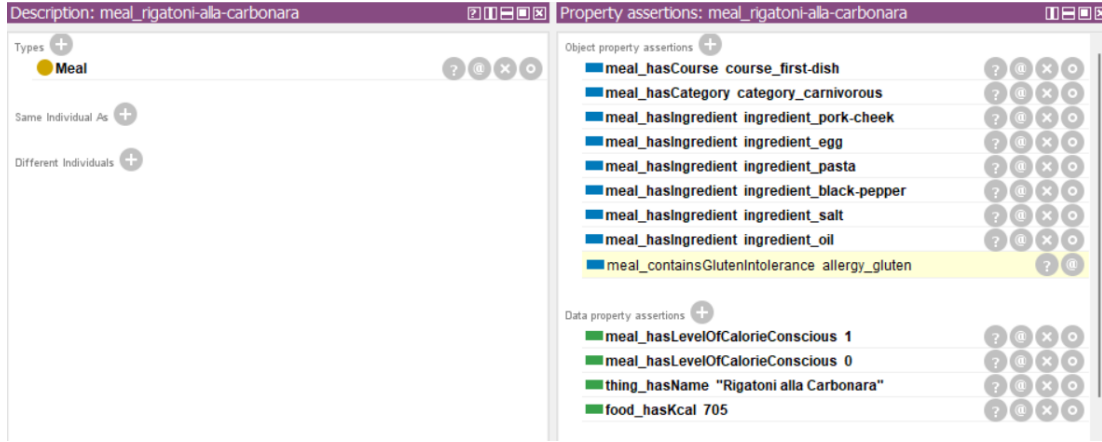 Description: meal_rigatoni-alla-carbonara
Types
Meal
Same Individual As
Different Individuals
Property assertions: meal_rigatoni-alla-carbonara
Object property assertions
meal_hasCourse course_first-dish
meal_hasCategory category_carnivorous
meal_hasIngredient ingredient_pork-cheek
meal_hasIngredient ingredient_egg
meal_hasIngredient ingredient_pasta
meal_hasIngredient ingredient_black-pepper
meal_hasIngredient ingredient_salt
meal_hasIngredient ingredient_oil
meal_containsGlutenIntolerance allergy_gluten
Data property assertions
meal_hasLevelOfCalorieConscious 1
meal_hasLevelOfCalorieConscious 0
thing_hasName "Rigatoni alla Carbonara"
food_hasKcal 705